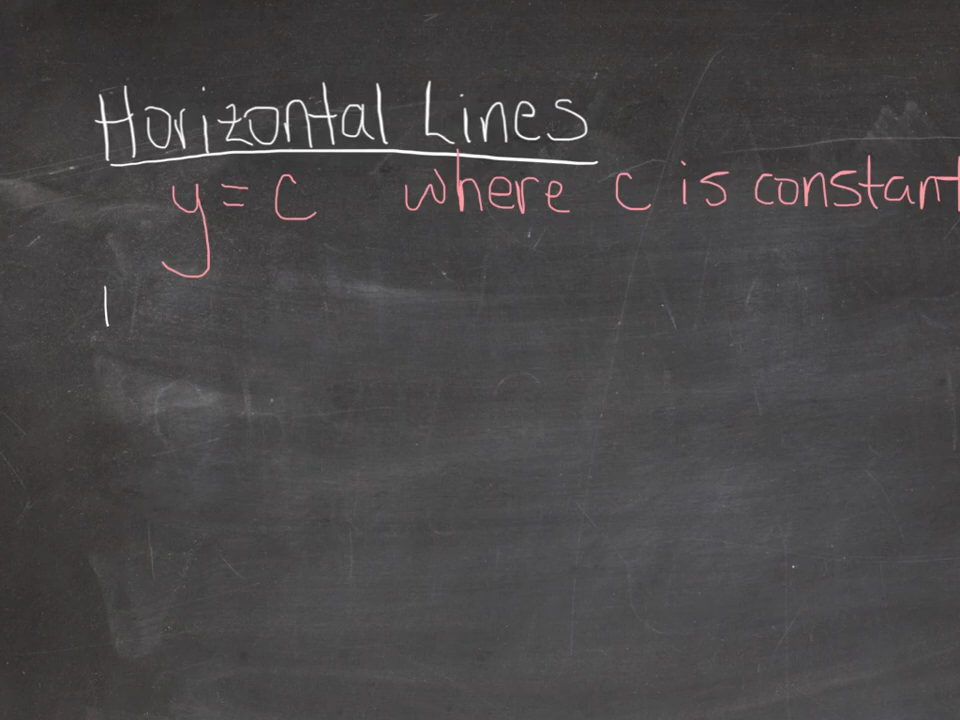 Horizontal Lines
y = c where c is constant